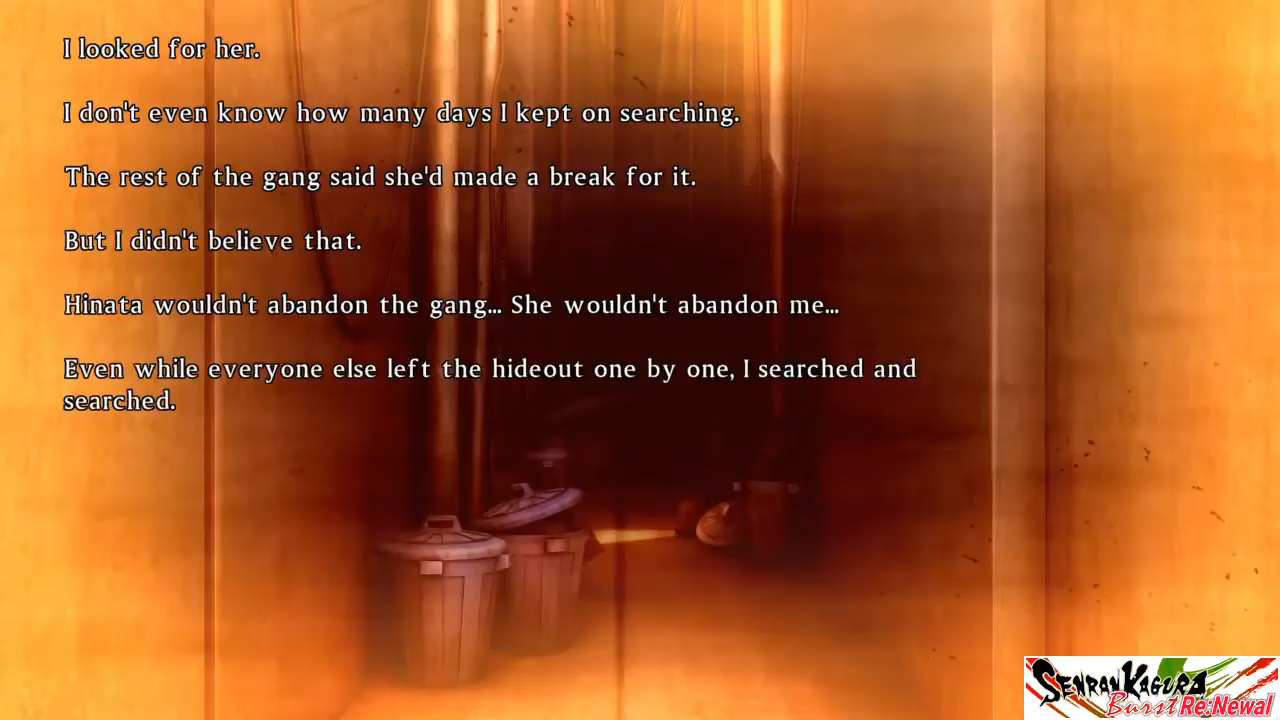 I looked for her.
I don't even know how many days I kept on searching.
The rest of the gang said she'd made a break for it.
But I didn't believe that.
Hinata wouldn't abandon the gang... She wouldn't abandon me...
Even while everyone else left the hideout one by one, I searched and
searched.
SENRAN KAGURA
Burst Re:Newal